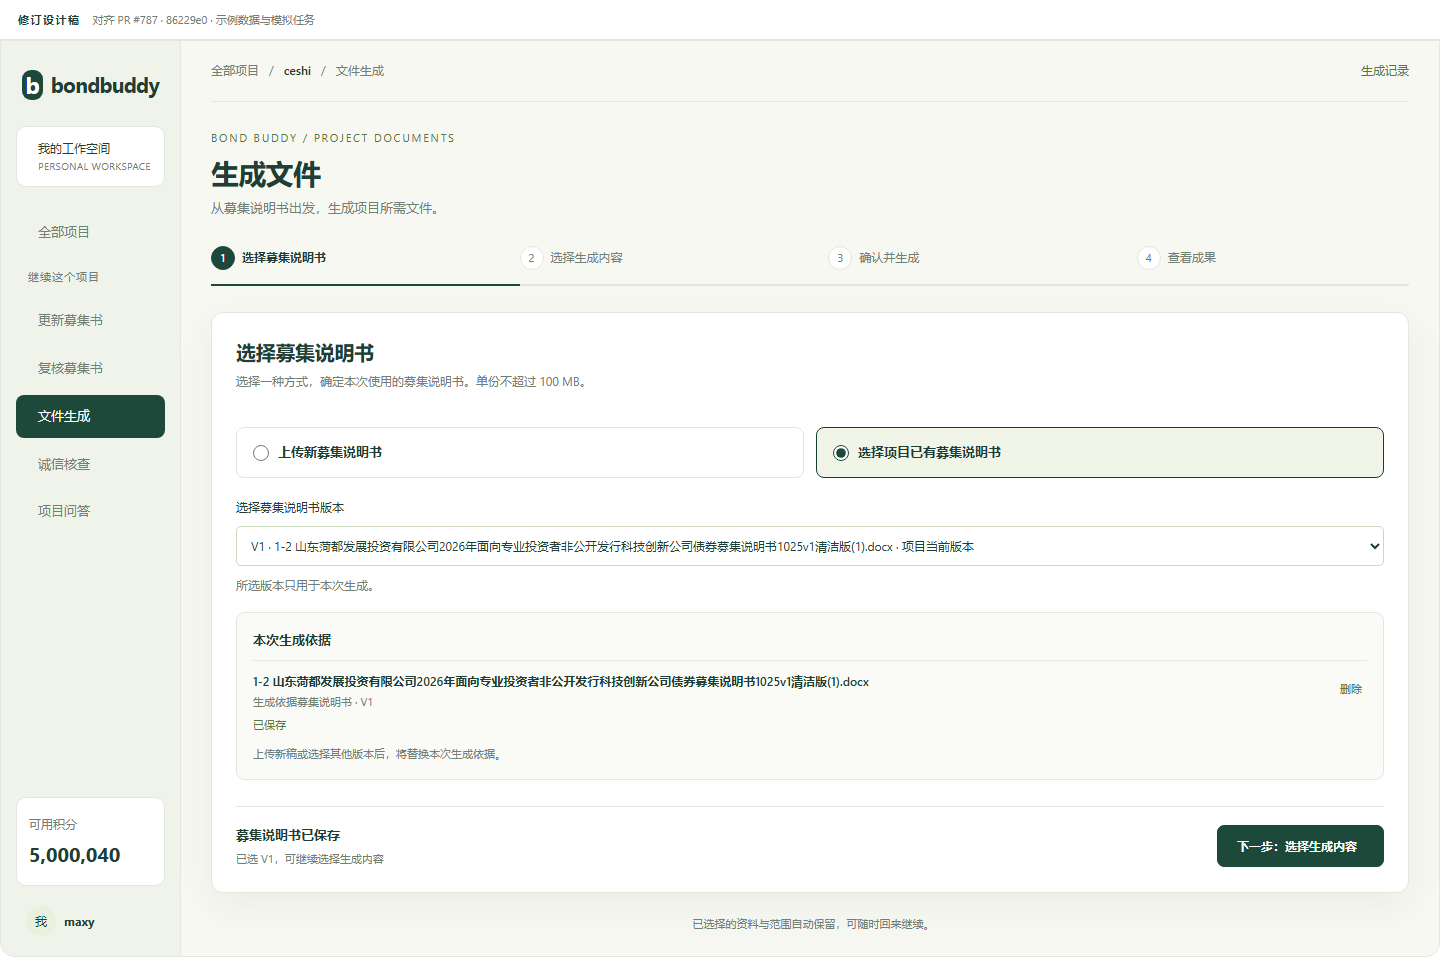 修订设计稿 对齐 PR #787 · 86229e0 · 示例数据与模拟任务
b bondbuddy
我的工作空间
PERSONAL WORKSPACE
全部项目
继续这个项目
更新募集书
复核募集书
文件生成
诚信核查
项目问答
可用积分
5,000,040
我 maxy
全部项目 / ceshi / 文件生成
生成记录
BOND BUDDY / PROJECT DOCUMENTS
生成文件
从募集说明书出发，生成项目所需文件。
1 选择募集说明书
2 选择生成内容
3 确认并生成
4 查看成果
选择募集说明书
选择一种方式，确定本次使用的募集说明书。单份不超过 100 MB。
上传新募集说明书
选择项目已有募集说明书
选择募集说明书版本
V1 · 1-2 山东菏都发展投资有限公司2026年面向专业投资者非公开发行科技创新公司债券募集说明书1025v1清洁版(1).docx · 项目当前版本
所选版本只用于本次生成。
本次生成依据
1-2 山东菏都发展投资有限公司2026年面向专业投资者非公开发行科技创新公司债券募集说明书1025v1清洁版(1).docx
生成依据募集说明书 · V1
已保存
删除
上传新稿或选择其他版本后，将替换本次生成依据。
募集说明书已保存
已选 V1，可继续选择生成内容
下一步：选择生成内容
已选择的资料与范围自动保留，可随时回来继续。